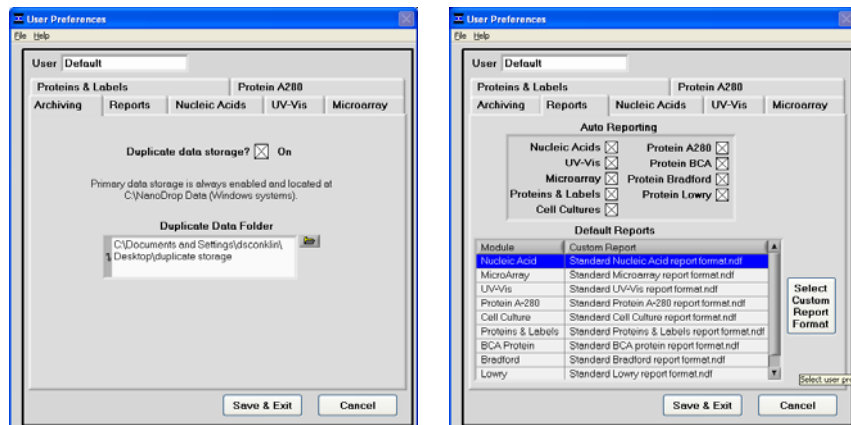 User Preferences
File Help
User Default
Proteins & Labels Protein A280
Archiving Reports Nucleic Acids UV-Vis Microarray
Duplicate data storage? On
Primary data storage is always enabled and located at
C:\NanoDrop Data (Windows systems).
Duplicate Data Folder
C:\Documents and Settings\dsconklin\
Desktop\duplicate storage
Save & Exit Cancel
User Preferences
File Help
User Default
Proteins & Labels Protein A280
Archiving Reports Nucleic Acids UV-Vis Microarray
Auto Reporting
Nucleic Acids Protein A280
UV-Vis Protein BCA
Microarray Protein Bradford
Proteins & Labels Protein Lowry
Cell Cultures
Default Reports
Module Custom Report
Nucleic Acid Standard Nucleic Acid report format.ndf
MicroArray Standard Microarray report format.ndf
UV-Vis Standard UV-Vis report format.ndf
Protein A-280 Standard Protein A-280 report format.ndf
Cell Culture Standard Cell Culture report format.ndf
Proteins & Labels Standard Proteins & Labels report format.ndf
BCA Protein Standard BCA protein report format.ndf
Bradford Standard Bradford report format.ndf
Lowry Standard Lowry report format.ndf
Select
Custom
Report
Format
Select user pr
Save & Exit Cancel